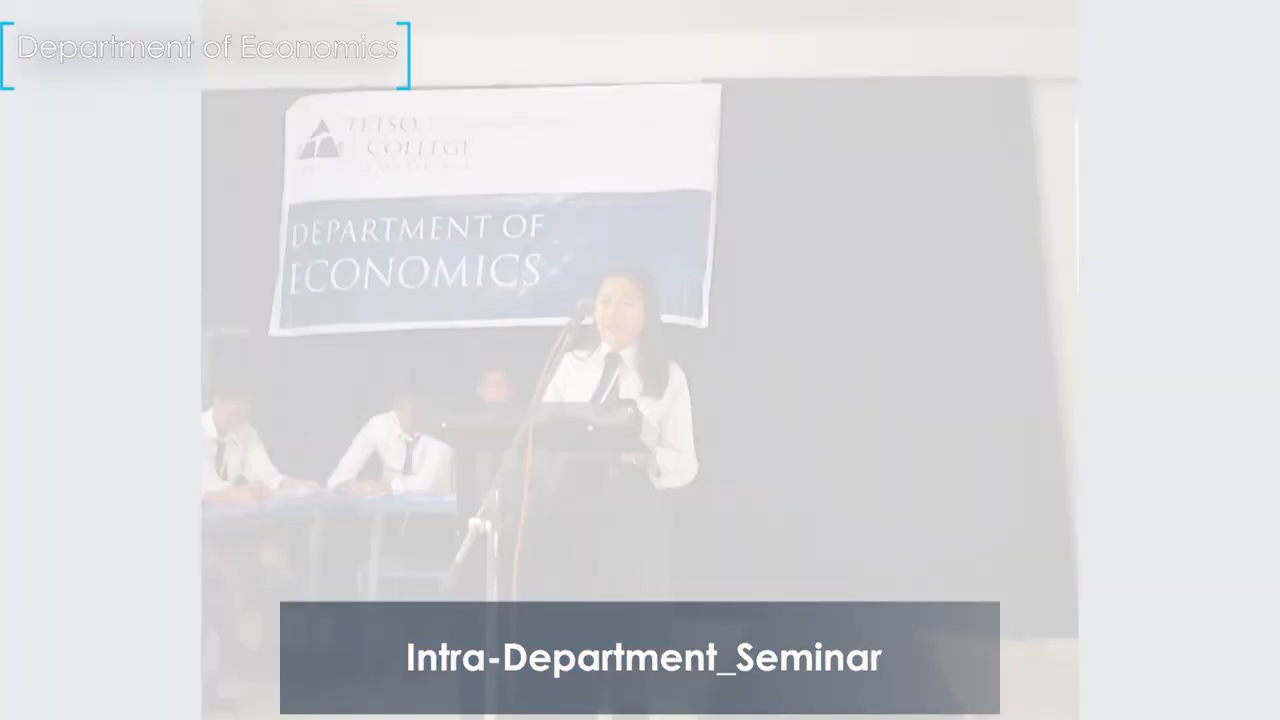 Department of Economics
TETSO
COLLEGE
DEPARTMENT OF
ECONOMICS
Intra-Department_Seminar